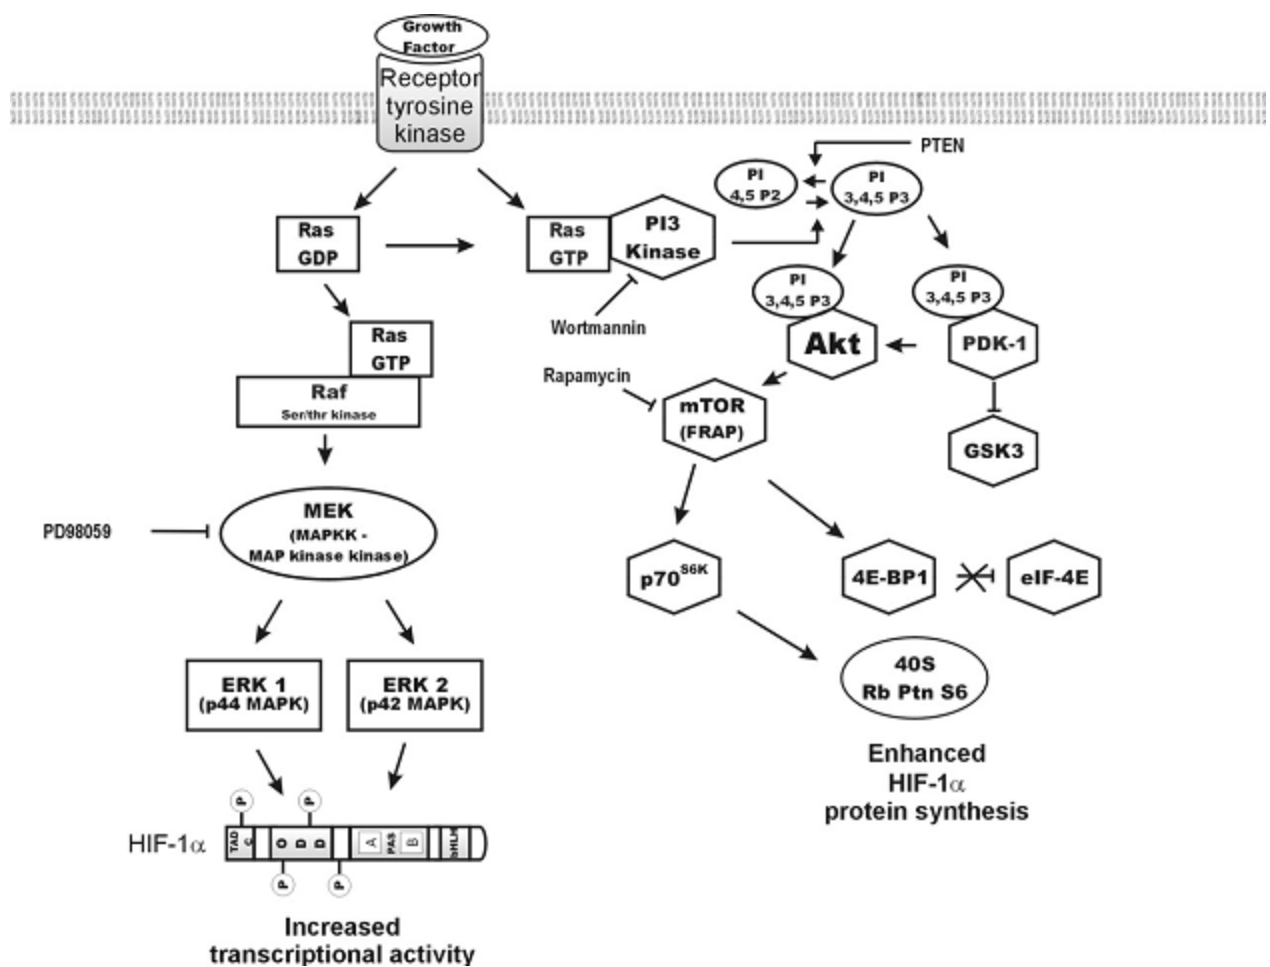 Growth
Factor
Receptor
tyrosine
kinase
PTEN
PI
4,5 P2
PI
3,4,5 P3
Ras
GDP
Ras
GTP
PI3
Kinase
PI
3,4,5 P3
PI
3,4,5 P3
Wortmannin
Akt
PDK-1
Ras
GTP
Raf
Ser/thr kinase
Rapamycin
mTOR
(FRAP)
GSK3
PD98059
MEK
(MAPKK -
MAP kinase kinase)
p70S6K
4E-BP1
eIF-4E
ERK 1
(p44 MAPK)
ERK 2
(p42 MAPK)
40S
Rb Ptn S6
Enhanced
HIF-1α
protein synthesis
HIF-1α
P
P
TAD
C
O
D
D
A
PAS
B
bHLH
P
P
Increased
transcriptional activity